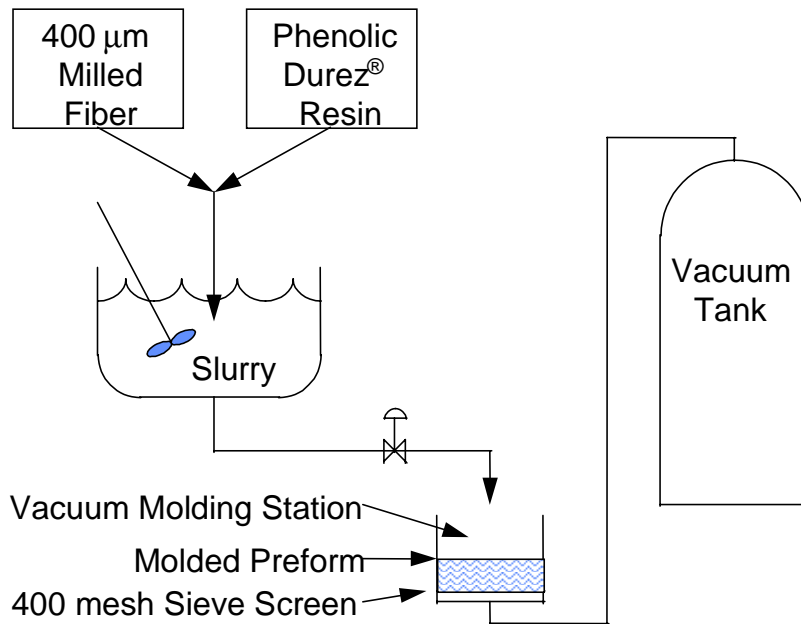 400 µm
Milled
Fiber
Phenolic
Durez®
Resin
Vacuum
Tank
Slurry
Vacuum Molding Station
Molded Preform
400 mesh Sieve Screen